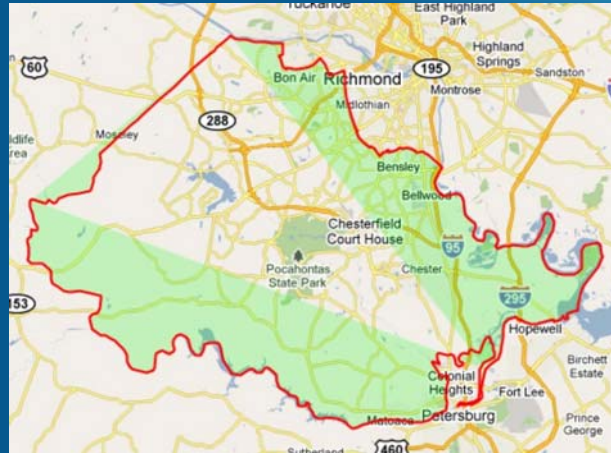 Tuckahoe
East Highland
Park
Highland
Springs
60
Bon Air
Richmond
195
Sandston
Midlothian
Montrose
288
Moseley
Area
Bensley
Bellwood
Chesterfield
Court House
95
Pocahontas
State Park
Chester
295
153
Hopewell
Birchett
Estate
Colonial
Heights
Fort Lee
Matoaca
Petersburg
Prince
George
Sutherland
460